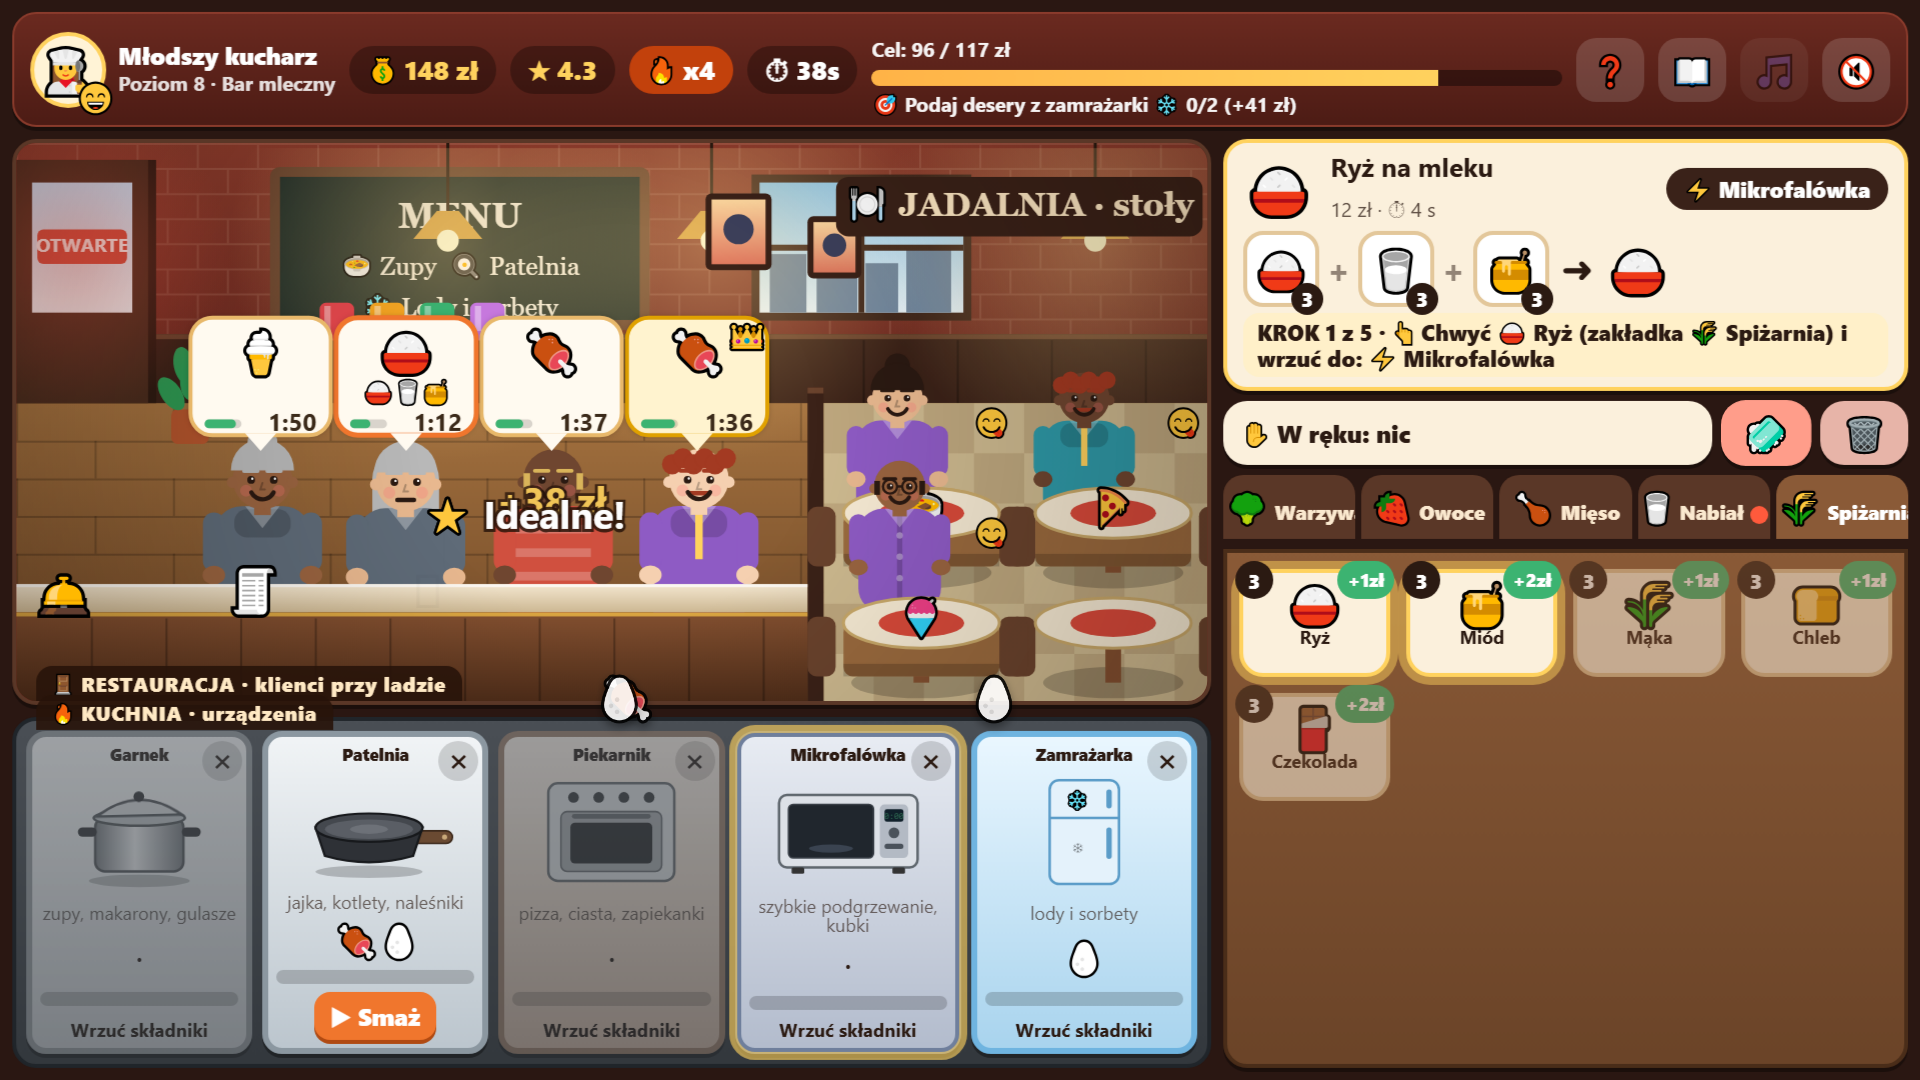 Młodszy kucharz
Poziom 8 · Bar mleczny
148 zł
★ 4.3
x4
38s
Cel: 96 / 117 zł
Podaj desery z zamrażarki 0/2 (+41 zł)
OTWARTE
MENU
Zupy Patelnia
JADALNIA · stoły
1:50
1:12
1:37
1:36
+38 zł
Idealne!
RESTAURACJA · klienci przy ladzie
KUCHNIA · urządzenia
Garnek
zupy, makarony, gulasze
Wrzuć składniki
Patelnia
jajka, kotlety, naleśniki
Smaż
Piekarnik
pizza, ciasta, zapiekanki
Wrzuć składniki
Mikrofalówka
szybkie podgrzewanie,
kubki
Wrzuć składniki
Zamrażarka
lody i sorbety
Wrzuć składniki
Ryż na mleku
12 zł · 4 s
Mikrofalówka
3 + 3 + 3 →
KROK 1 z 5 · Chwyć Ryż (zakładka Spiżarnia) i
wrzuć do: Mikrofalówka
W ręku: nic
Owoce
Mięso
Nabiał
3 +1zł
Ryż
3 +2zł
Miód
3 +1zł
Mąka
3 +1zł
Chleb
3 +2zł
Czekolada